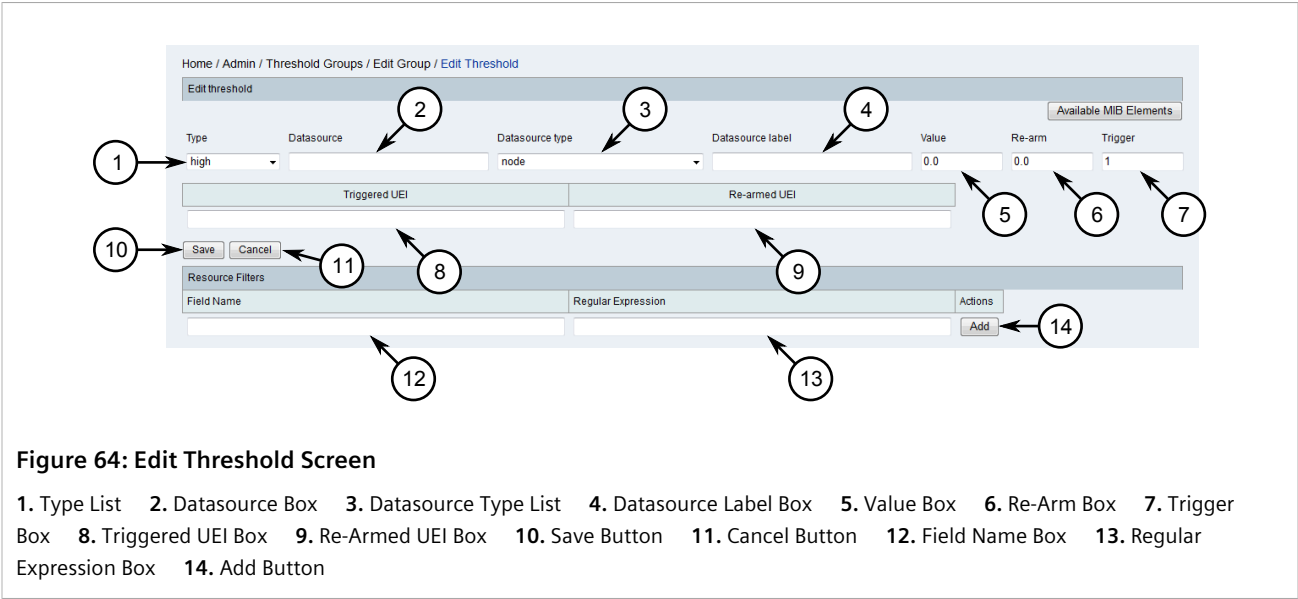 Home / Admin / Threshold Groups / Edit Group / Edit Threshold
Edit threshold
2 3 4
Available MIB Elements
Type Datasource Datasource type Datasource label Value Re-arm Trigger
1 high node 0.0 0.0 1
Triggered UEI Re-armed UEI
5 6 7
10 Save Cancel 11 8 9
Resource Filters
Field Name Regular Expression Actions
Add 14
12 13
Figure 64: Edit Threshold Screen
1. Type List 2. Datasource Box 3. Datasource Type List 4. Datasource Label Box 5. Value Box 6. Re-Arm Box 7. Trigger
Box 8. Triggered UEI Box 9. Re-Armed UEI Box 10. Save Button 11. Cancel Button 12. Field Name Box 13. Regular
Expression Box 14. Add Button